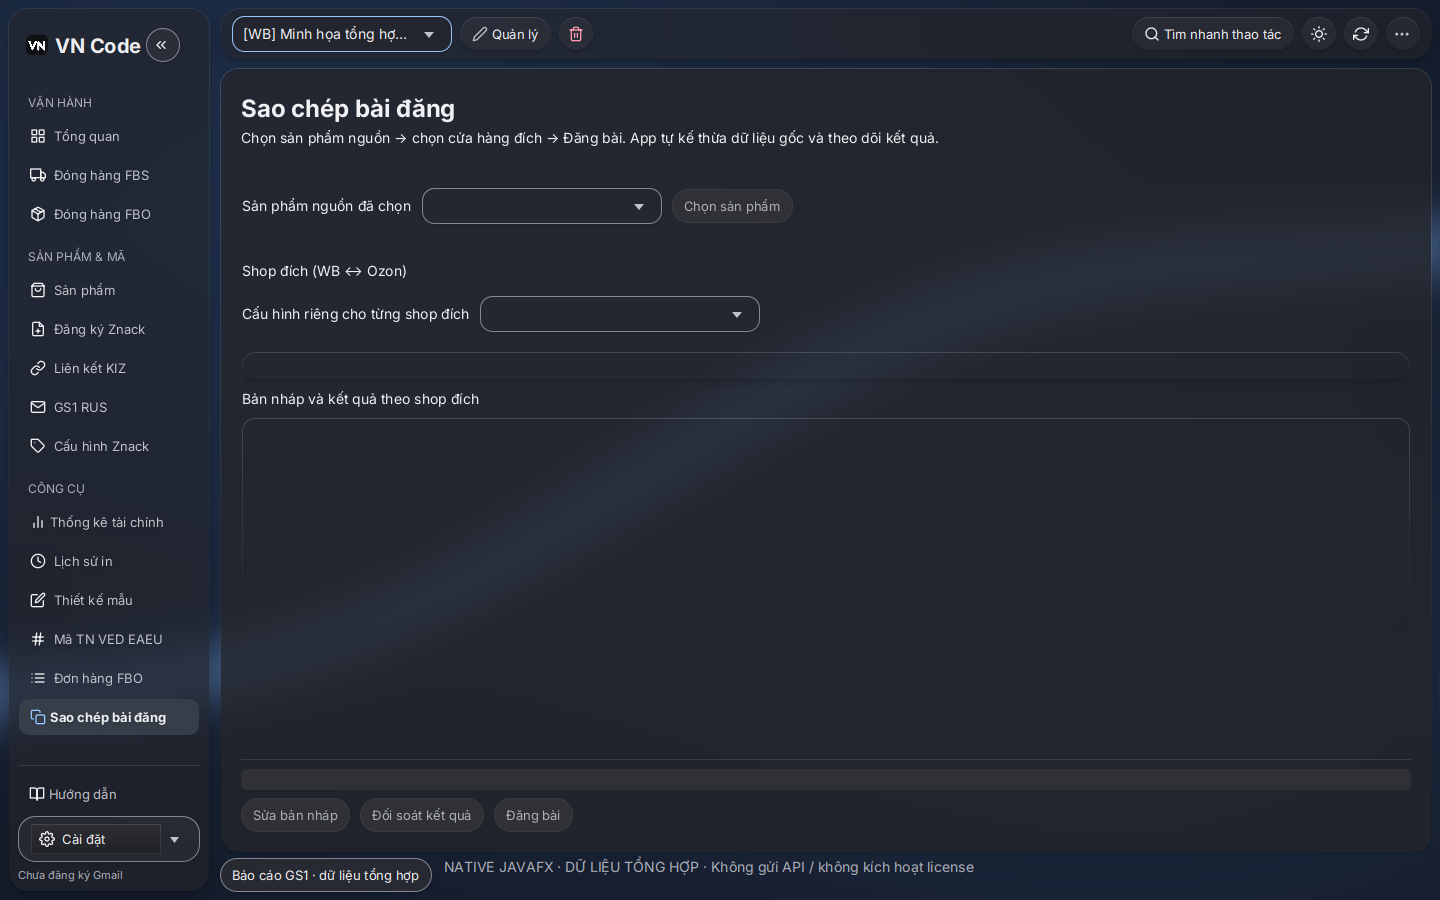 VN VN Code
VẬN HÀNH
Tổng quan
Đóng hàng FBS
Đóng hàng FBO
SẢN PHẨM & MÃ
Sản phẩm
Đăng ký Znack
Liên kết KIZ
GS1 RUS
Cấu hình Znack
CÔNG CỤ
Thống kê tài chính
Lịch sử in
Thiết kế mẫu
Mã TN VED EAEU
Đơn hàng FBO
Sao chép bài đăng
Hướng dẫn
Cài đặt
Chưa đăng ký Gmail
[WB] Minh họa tổng hợ...
Quản lý
Tìm nhanh thao tác
Sao chép bài đăng
Chọn sản phẩm nguồn → chọn cửa hàng đích → Đăng bài. App tự kế thừa dữ liệu gốc và theo dõi kết quả.
Sản phẩm nguồn đã chọn
Chọn sản phẩm
Shop đích (WB ↔ Ozon)
Cấu hình riêng cho từng shop đích
Bản nháp và kết quả theo shop đích
Sửa bản nháp
Đối soát kết quả
Đăng bài
Báo cáo GS1 · dữ liệu tổng hợp
NATIVE JAVAFX · DỮ LIỆU TỔNG HỢP · Không gửi API / không kích hoạt license